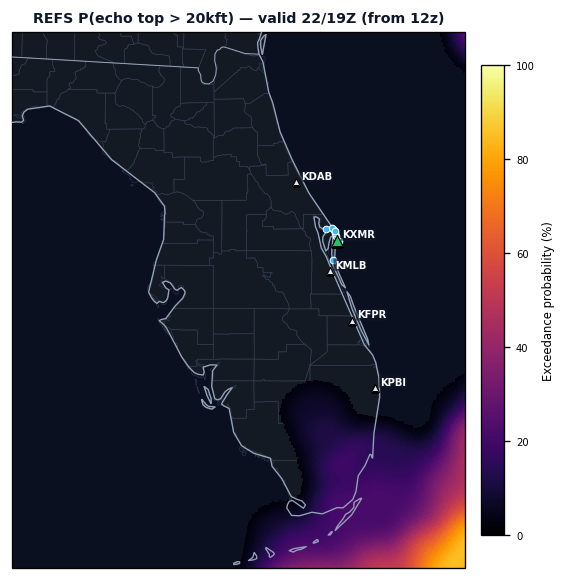 REFS P(echo top > 20kft) — valid 22/19Z (from 12z)
KDAB
KXMR
KMLB
KFPR
KPBI
100
80
60
40
20
0
Exceedance probability (%)